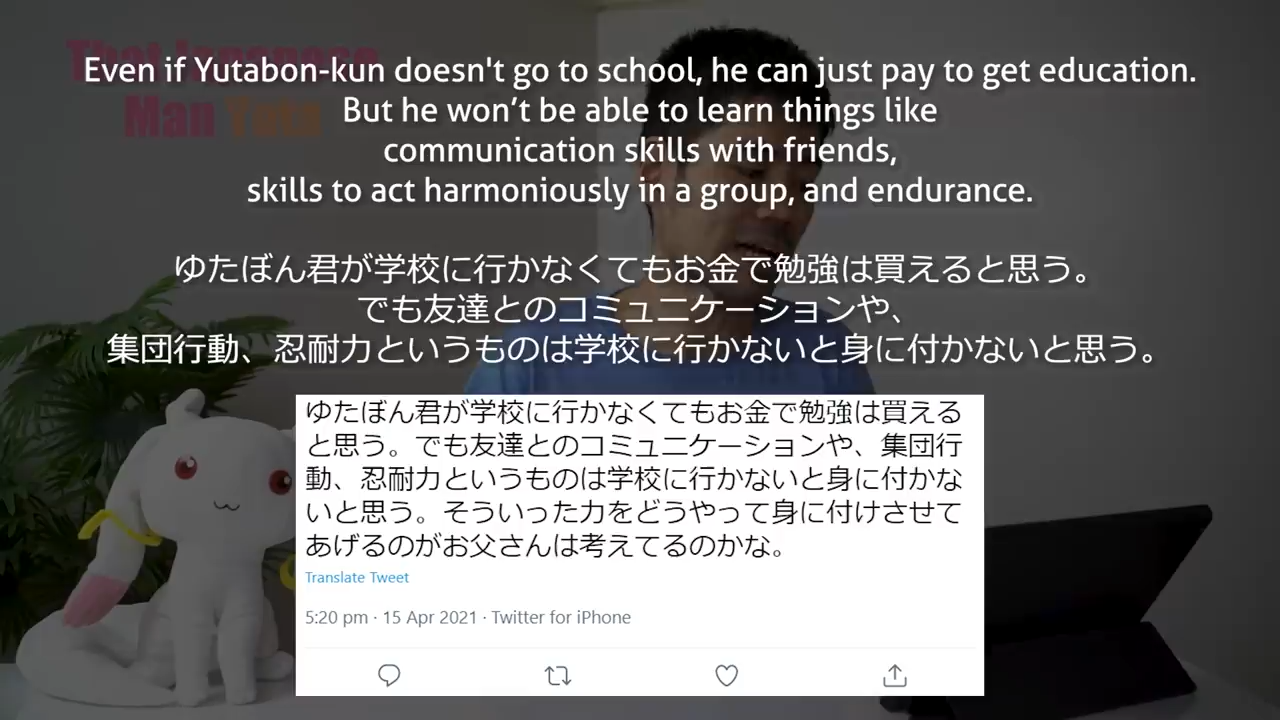 That Japanese
Man Yuta
Even if Yutabon-kun doesn't go to school, he can just pay to get education.
But he won’t be able to learn things like
communication skills with friends,
skills to act harmoniously in a group, and endurance.
ゆたぼん君が学校に行かなくてもお金で勉強は買えると思う。
でも友達とのコミュニケーションや、
集団行動、忍耐力というものは学校に行かないと身に付かないと思う。
ゆたぼん君が学校に行かなくてもお金で勉強は買える
と思う。でも友達とのコミュニケーションや、集団行
動、忍耐力というものは学校に行かないと身に付かな
いと思う。そういった力をどうやって身に付けさせて
あげるのがお父さんは考えてるのかな。
Translate Tweet
5:20 pm · 15 Apr 2021 · Twitter for iPhone